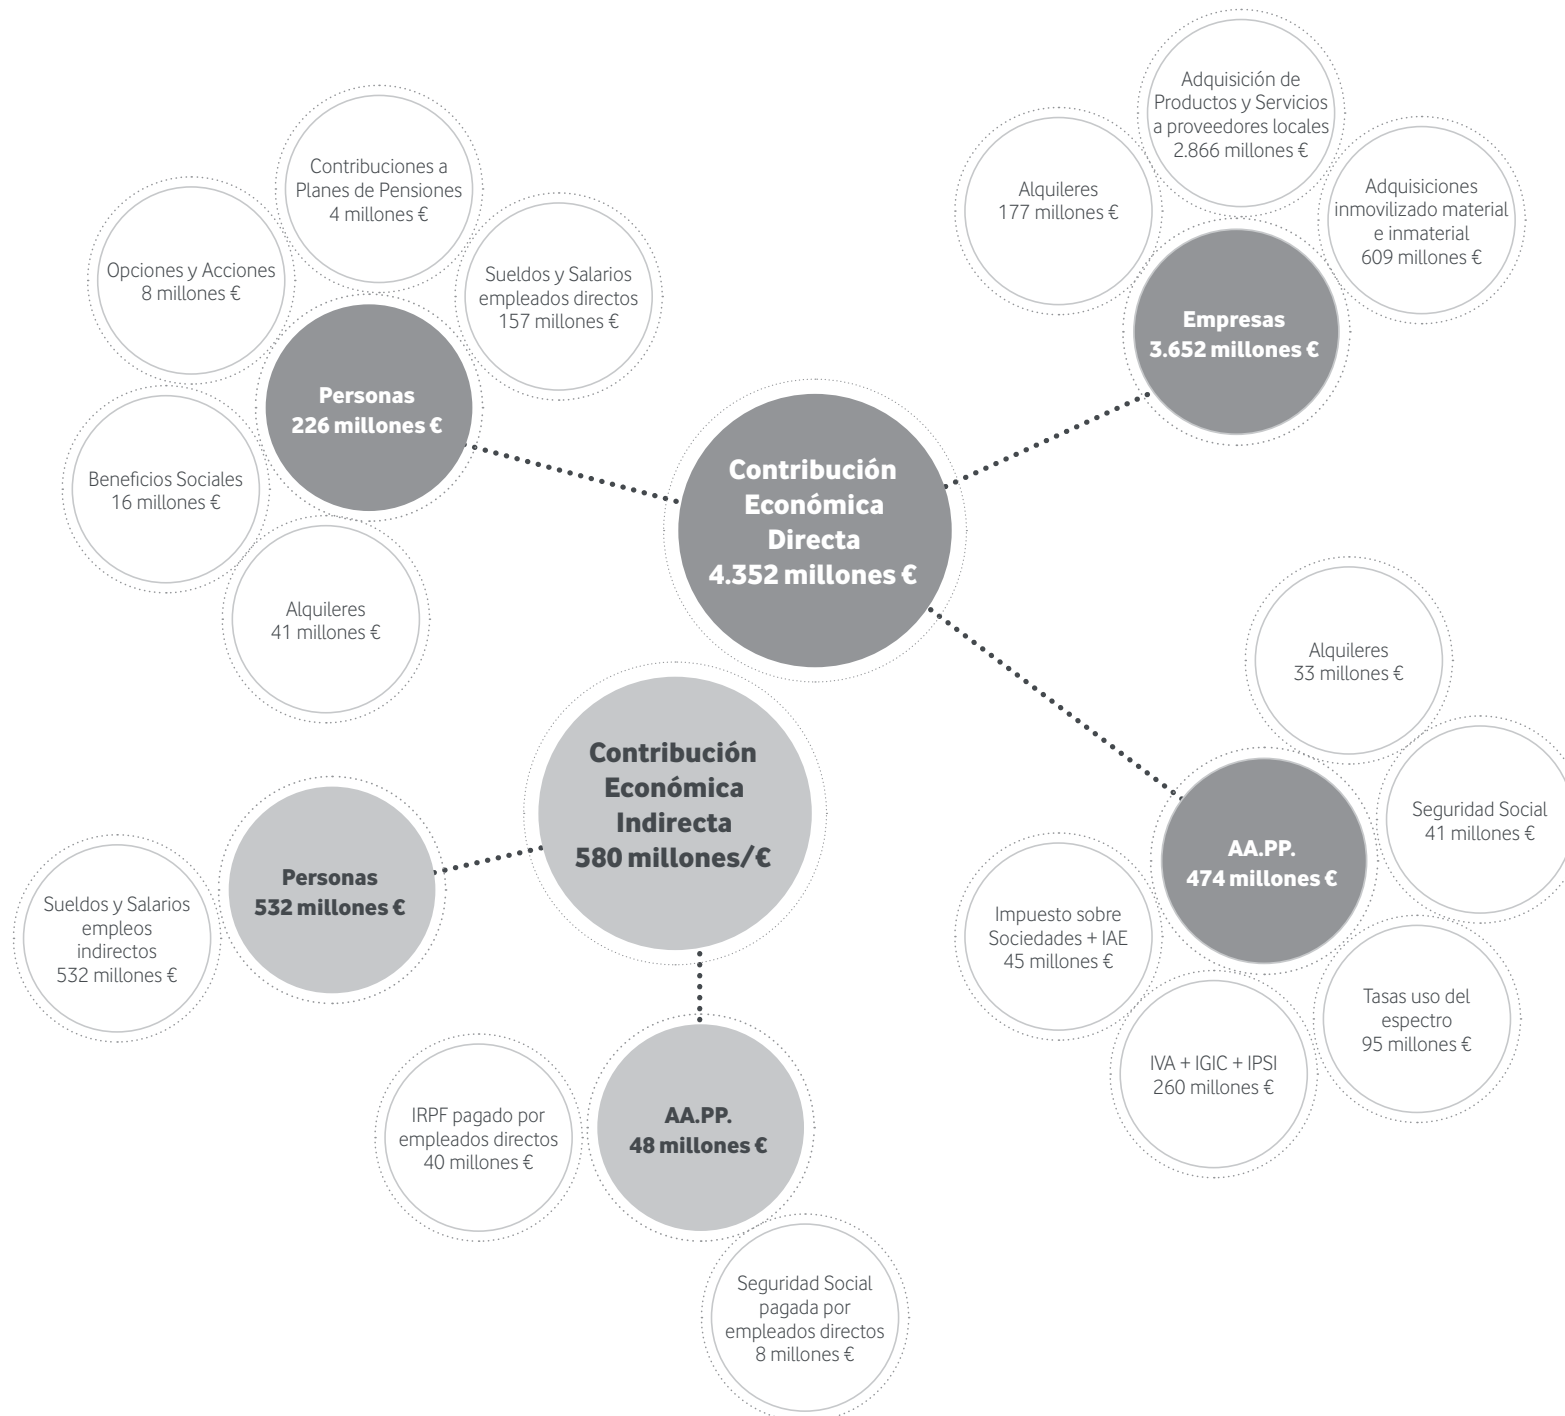 Adquisición de
Productos y Servicios
a proveedores locales
2.866 millones €
Alquileres
177 millones €
Adquisiciones
inmovilizado material
e inmaterial
609 millones €
Empresas
3.652 millones €
Contribuciones a
Planes de Pensiones
4 millones €
Opciones y Acciones
8 millones €
Sueldos y Salarios
empleados directos
157 millones €
Personas
226 millones €
Beneficios Sociales
16 millones €
Alquileres
41 millones €
Contribución
Económica
Directa
4.352 millones €
Alquileres
33 millones €
Seguridad Social
41 millones €
AA.PP.
474 millones €
Impuesto sobre
Sociedades + IAE
45 millones €
Tasas uso del
espectro
95 millones €
IVA + IGIC + IPSI
260 millones €
Contribución
Económica
Indirecta
580 millones/€
Personas
532 millones €
Sueldos y Salarios
empleos
indirectos
532 millones €
AA.PP.
48 millones €
IRPF pagado por
empleados directos
40 millones €
Seguridad Social
pagada por
empleados directos
8 millones €